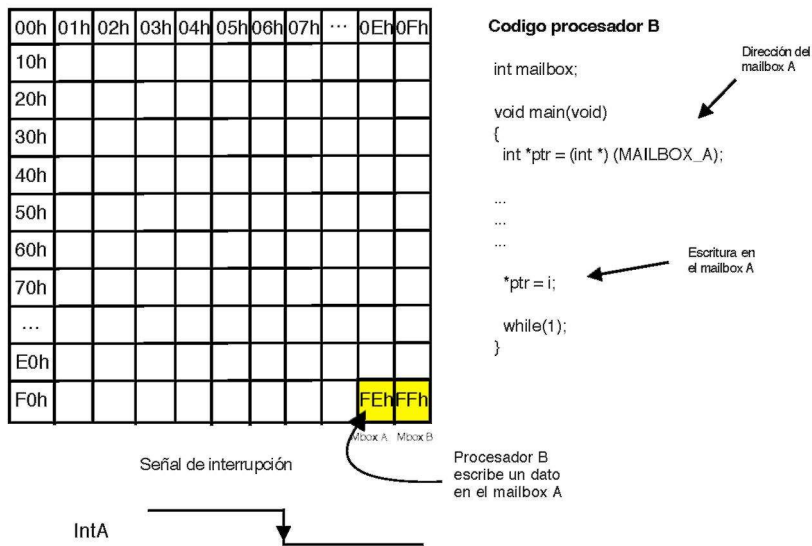 00h 01h 02h 03h 04h 05h 06h 07h ... 0Eh 0Fh
10h
20h
30h
40h
50h
60h
70h
...
E0h
F0h FEh FFh
Mbox A Mbox B
Señal de interrupción
IntA
Procesador B
escribe un dato
en el mailbox A
Codigo procesador B
Dirección del
mailbox A
int mailbox;
void main(void)
{
int *ptr = (int *) (MAILBOX_A);
...
...
...
Escritura en
el mailbox A
*ptr = i;
while(1);
}